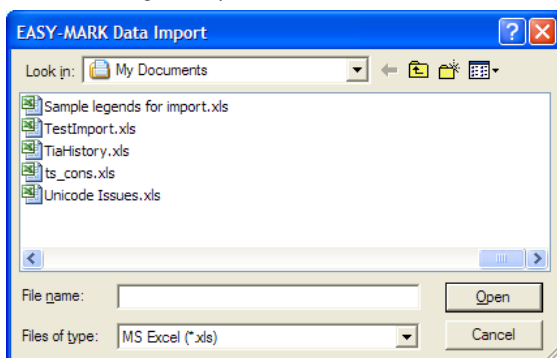 EASY-MARK Data Import
Look in: My Documents
Sample legends for import.xls
TestImport.xls
TiaHistory.xls
ts_cons.xls
Unicode Issues.xls
File name: Open
Files of type: MS Excel (*.xls) Cancel